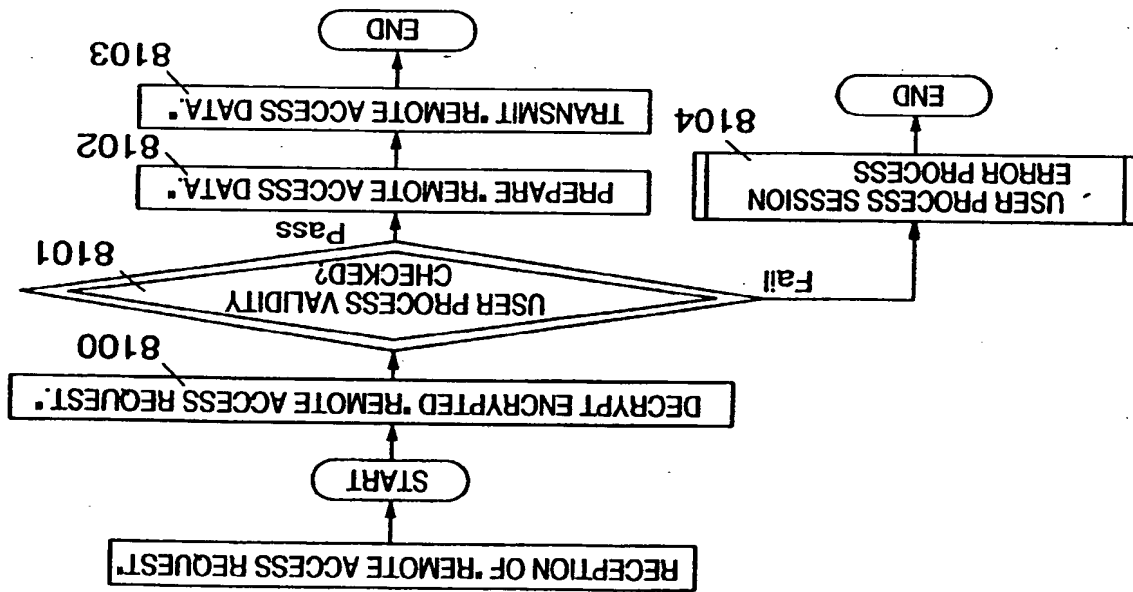 RECEPTION OF "REMOTE ACCESS REQUEST"
START
DECRYPT ENCRYPTED "REMOTE ACCESS REQUEST."
8100
USER PROCESS VALIDITY
CHECKED?
8101
Fail
Pass
USER PROCESS SESSION
ERROR PROCESS
8104
PREPARE "REMOTE ACCESS DATA."
8102
END
TRANSMIT "REMOTE ACCESS DATA."
8103
END